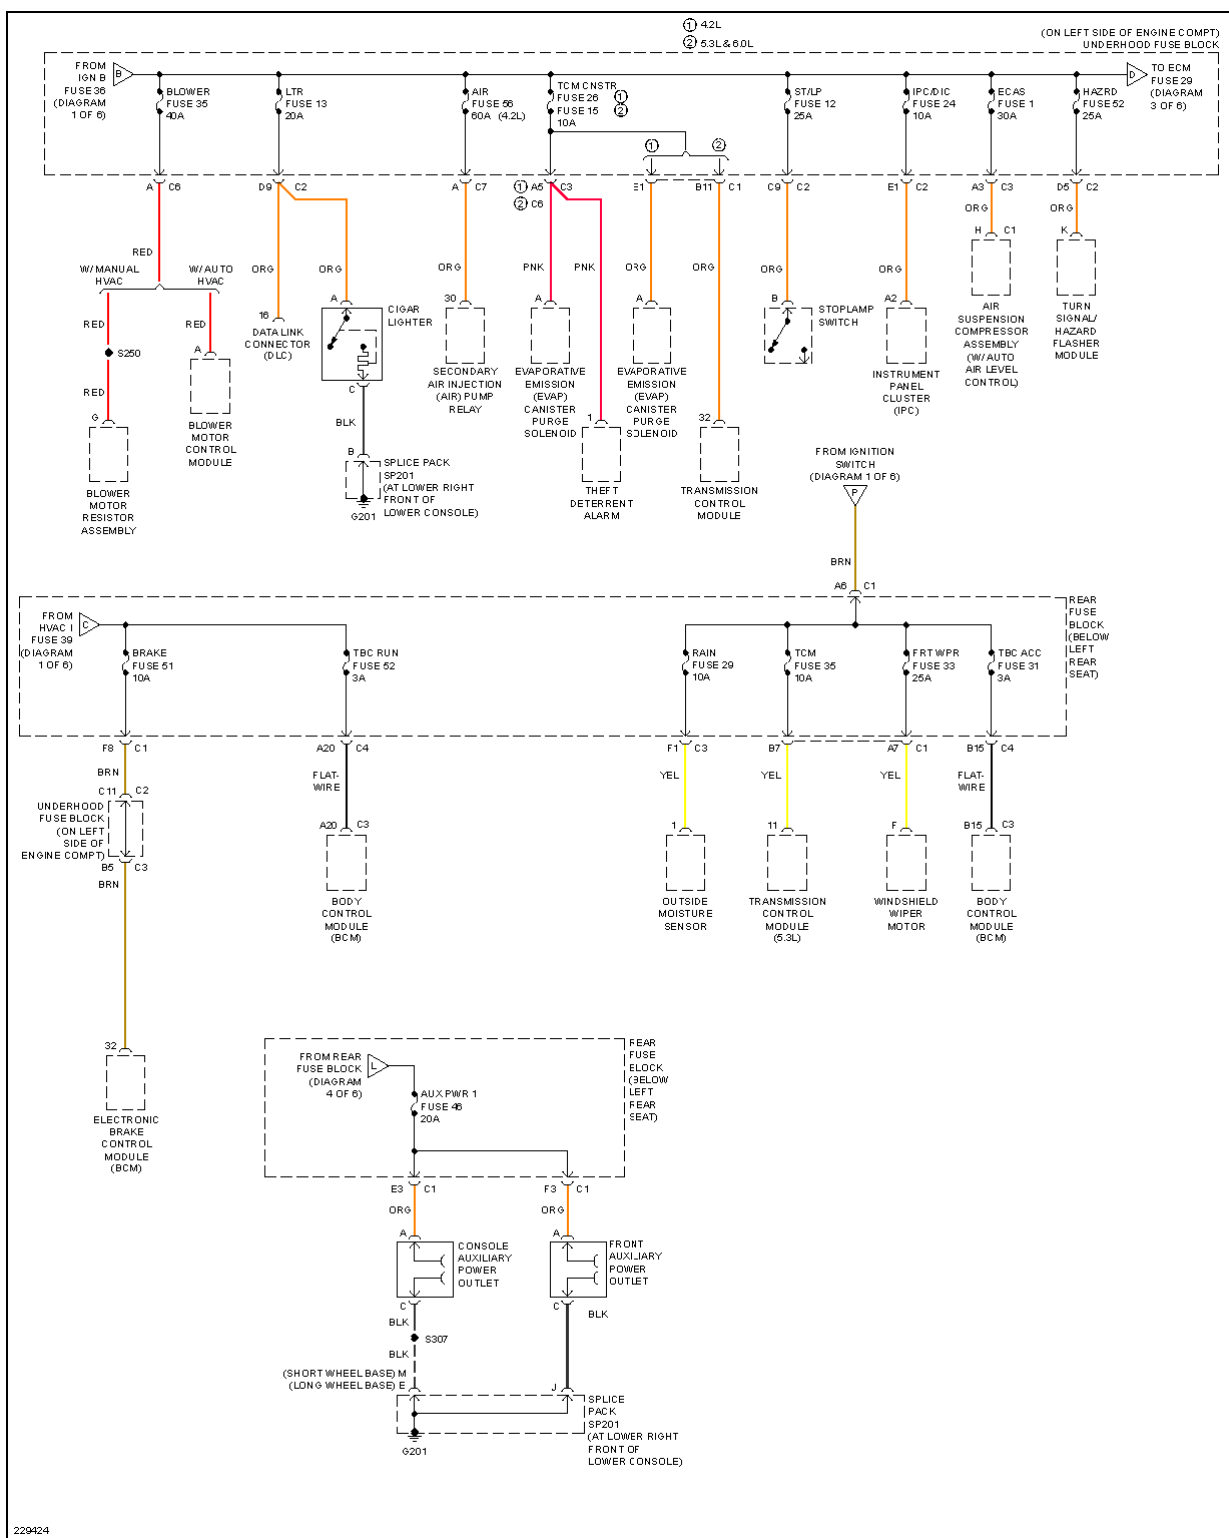 ① 4.2L
② 5.3L & 6.0L
(ON LEFT SIDE OF ENGINE COMPT)
UNDERHOOD FUSE BLOCK
FROM
IGN B
FUSE 36
(DIAGRAM
1 OF 6)
B
BLOWER
FUSE 35
40A
LTR
FUSE 13
20A
AIR
FUSE 56
60A (4.2L)
TCM CNSTR
FUSE 26 ①
FUSE 15 ②
10A
① ②
ST/LP
FUSE 12
25A
IPC/DIC
FUSE 24
10A
ECAS
FUSE 1
30A
HAZRD
FUSE 52
25A
D
TO ECM
FUSE 29
(DIAGRAM
3 OF 6)
A C6
D9 C2
A C7
① A5 C3
② C6
E1
B11 C1
C9 C2
E1 C2
A3 C3
D5 C2
RED
W/ MANUAL
HVAC
W/ AUTO
HVAC
RED
RED
S250
RED
A
BLOWER
MOTOR
CONTROL
MODULE
G
BLOWER
MOTOR
RESISTOR
ASSEMBLY
ORG
16
DATA LINK
CONNECTOR
(DLC)
ORG
A
CIGAR
LIGHTER
C
BLK
B
SPLICE PACK
SP201
(AT LOWER RIGHT
FRONT OF
LOWER CONSOLE)
G201
ORG
30
SECONDARY
AIR INJECTION
(AIR) PUMP
RELAY
PNK
A
EVAPORATIVE
EMISSION
(EVAP)
CANISTER
PURGE
SOLENOID
PNK
1
THEFT
DETERRENT
ALARM
ORG
A
EVAPORATIVE
EMISSION
(EVAP)
CANISTER
PURGE
SOLENOID
ORG
32
TRANSMISSION
CONTROL
MODULE
ORG
B
STOPLAMP
SWITCH
ORG
A2
INSTRUMENT
PANEL
CLUSTER
(IPC)
ORG
H C1
AIR
SUSPENSION
COMPRESSOR
ASSEMBLY
(W/ AUTO
AIR LEVEL
CONTROL)
ORG
K
TURN
SIGNAL/
HAZARD
FLASHER
MODULE
FROM IGNITION
SWITCH
(DIAGRAM 1 OF 6)
P
BRN
A6 C1
REAR
FUSE
BLOCK
(BELOW
LEFT
REAR
SEAT)
FROM
HVAC I
FUSE 39
(DIAGRAM
1 OF 6)
C
BRAKE
FUSE 51
10A
TBC RUN
FUSE 52
3A
RAIN
FUSE 29
10A
TCM
FUSE 35
10A
FRT WPR
FUSE 33
25A
TBC ACC
FUSE 31
3A
F8 C1
A20 C4
F1 C3
B7
A7 C1
B15 C4
BRN
C11 C2
UNDERHOOD
FUSE BLOCK
(ON LEFT
SIDE OF
ENGINE COMPT)
B5 C3
BRN
32
ELECTRONIC
BRAKE
CONTROL
MODULE
(BCM)
FLAT-
WIRE
A20 C3
BODY
CONTROL
MODULE
(BCM)
YEL
1
OUTSIDE
MOISTURE
SENSOR
YEL
11
TRANSMISSION
CONTROL
MODULE
(5.3L)
YEL
F
WINDSHIELD
WIPER
MOTOR
FLAT-
WIRE
B15 C3
BODY
CONTROL
MODULE
(BCM)
FROM REAR
FUSE BLOCK
(DIAGRAM
4 OF 6)
L
AUX PWR 1
FUSE 46
20A
REAR
FUSE
BLOCK
(BELOW
LEFT
REAR
SEAT)
E3 C1
F3 C1
ORG
ORG
A
CONSOLE
AUXILIARY
POWER
OUTLET
A
FRONT
AUXILIARY
POWER
OUTLET
C
BLK
S307
BLK
C
BLK
(SHORT WHEEL BASE) M
(LONG WHEEL BASE) E
J
SPLICE
PACK
SP201
(AT LOWER RIGHT
FRONT OF
LOWER CONSOLE)
G201
229424